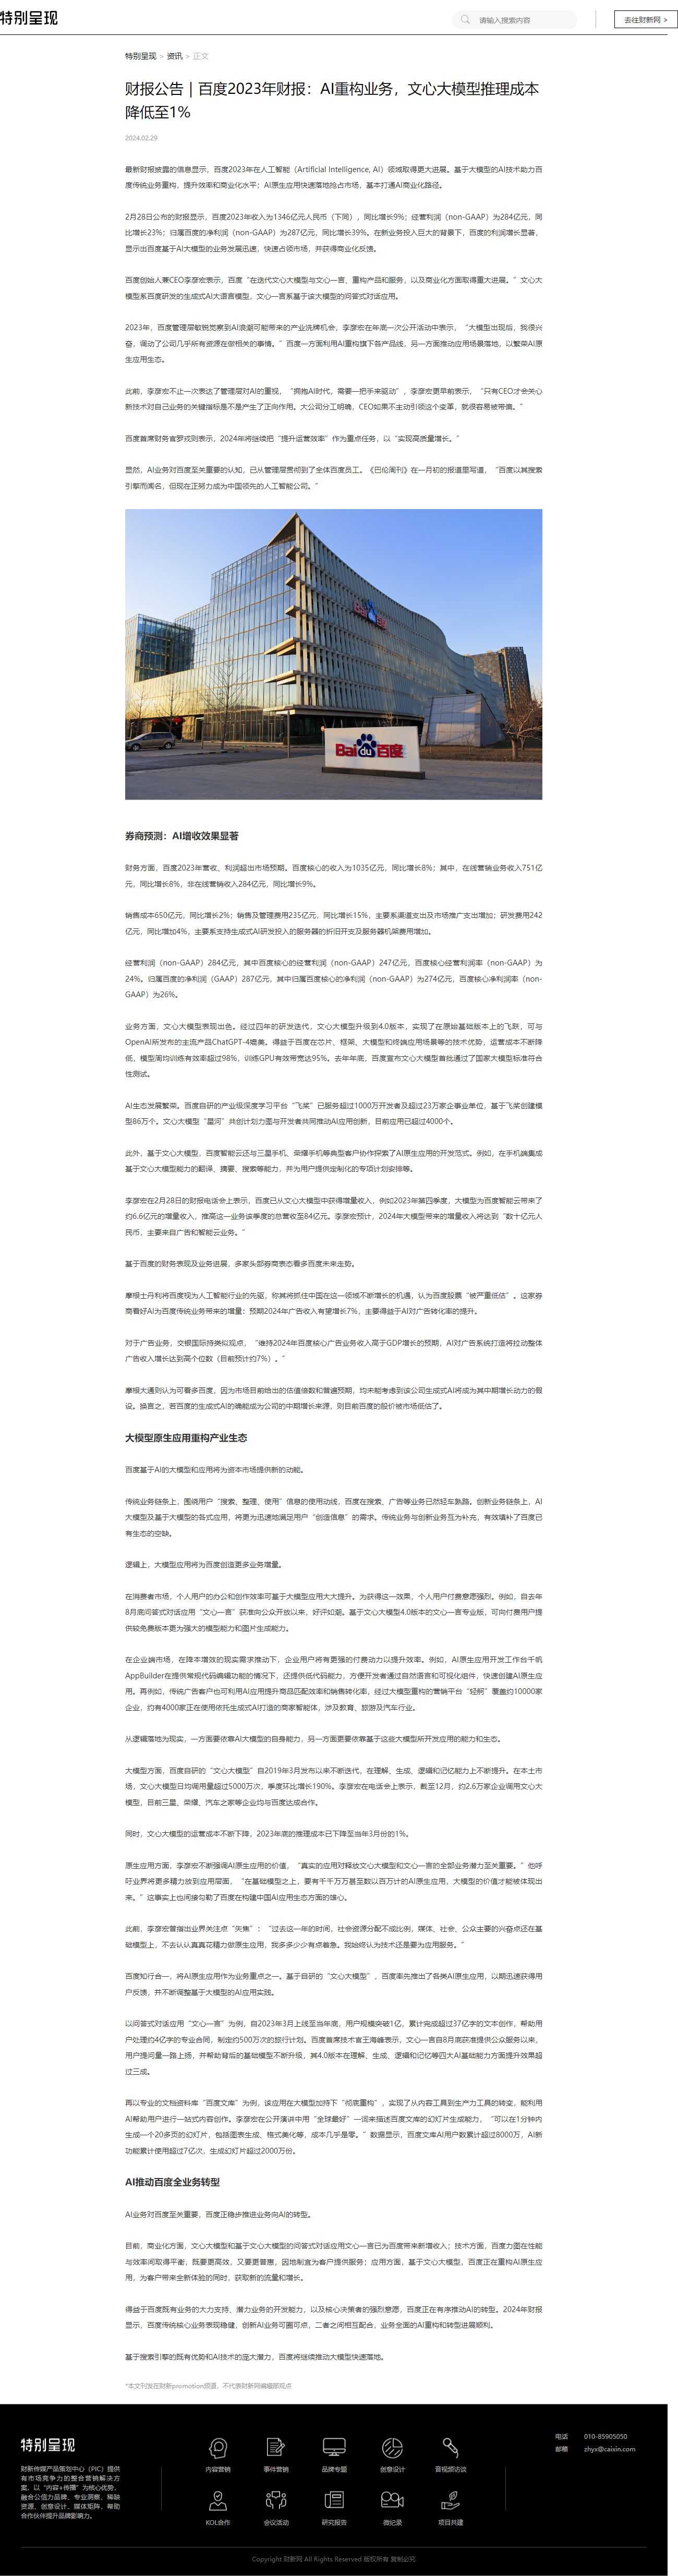 特别呈现
请输入搜索内容
去往财新网 >
特别呈现 > 资讯 > 正文
财报公告｜百度2023年财报：AI重构业务，文心大模型推理成本
降低至1%
2024.02.29
最新财报披露的信息显示，百度2023年在人工智能（Artificial Intelligence, AI）领域取得更大进展。基于大模型的AI技术助力百
度传统业务重构，提升效率和商业化水平；AI原生应用快速落地抢占市场，基本打通AI商业化路径。
2月28日公布的财报显示，百度2023年收入为1346亿元人民币（下同），同比增长9%；经营利润（non-GAAP）为284亿元，同
比增长23%；归属百度的净利润（non-GAAP）为287亿元，同比增长39%。在新业务投入巨大的背景下，百度的利润增长显著，
显示出百度基于AI大模型的业务发展迅速，快速占领市场，并获得商业化反馈。
百度创始人兼CEO李彦宏表示，百度“在迭代文心大模型与文心一言、重构产品和服务，以及商业化方面取得重大进展。”文心大
模型系百度研发的生成式AI大语言模型，文心一言系基于该大模型的问答式对话应用。
2023年，百度管理层敏锐觉察到AI浪潮可能带来的产业洗牌机会，李彦宏在年底一次公开活动中表示，“大模型出现后，我很兴
奋，调动了公司几乎所有资源在做相关的事情。”百度一方面利用AI重构旗下各产品线，另一方面推动应用场景落地，以繁荣AI原
生应用生态。
此前，李彦宏不止一次表达了管理层对AI的重视，“拥抱AI时代，需要一把手来驱动”，李彦宏更早前表示，“只有CEO才会关心
新技术对自己业务的关键指标是不是产生了正向作用。大公司分工明确，CEO如果不主动引领这个变革，就很容易被带偏。”
百度首席财务官罗戎则表示，2024年将继续把“提升运营效率”作为重点任务，以“实现高质量增长。”
显然，AI业务对百度至关重要的认知，已从管理层贯彻到了全体百度员工。《巴伦周刊》在一月初的报道里写道，“百度以其搜索
引擎而闻名，但现在正努力成为中国领先的人工智能公司。”
Baidu百度
券商预测：AI增收效果显著
财务方面，百度2023年营收、利润超出市场预期。百度核心的收入为1035亿元，同比增长8%；其中，在线营销业务收入751亿
元，同比增长8%，非在线营销收入284亿元，同比增长9%。
销售成本650亿元，同比增长2%；销售及管理费用235亿元，同比增长15%，主要系渠道支出及市场推广支出增加；研发费用242
亿元，同比增加4%，主要系支持生成式AI研发投入的服务器的折旧开支及服务器机架费用增加。
经营利润（non-GAAP）284亿元，其中百度核心的经营利润（non-GAAP）247亿元，百度核心经营利润率（non-GAAP）为
24%。归属百度的净利润（GAAP）287亿元，其中归属百度核心的净利润（non-GAAP）为274亿元，百度核心净利润率（non-
GAAP）为26%。
业务方面，文心大模型表现出色。经过四年的研发迭代，文心大模型升级到4.0版本，实现了在原始基础版本上的飞跃，可与
OpenAI所发布的主流产品ChatGPT-4媲美。得益于百度在芯片、框架、大模型和终端应用场景等的技术优势，运营成本不断降
低，模型周均训练有效率超过98%，训练GPU有效带宽达95%。去年年底，百度宣布文心大模型首批通过了国家大模型标准符合
性测试。
AI生态发展繁荣。百度自研的产业级深度学习平台“飞桨”已服务超过1000万开发者及超过23万家企事业单位，基于飞桨创建模
型86万个。文心大模型“星河”共创计划力图与开发者共同推动AI应用创新，目前应用已超过4000个。
此外，基于文心大模型，百度智能云还与三星手机、荣耀手机等典型客户协作探索了AI原生应用的开发范式。例如，在手机端集成
基于文心大模型能力的翻译、摘要、搜索等能力，并为用户提供定制化的专项计划安排等。
李彦宏在2月28日的财报电话会上表示，百度已从文心大模型中获得增量收入，例如2023年第四季度，大模型为百度智能云带来了
约6.6亿元的增量收入，推高这一业务该季度的总营收至84亿元。李彦宏预计，2024年大模型带来的增量收入将达到“数十亿元人
民币，主要来自广告和智能云业务。”
基于百度的财务表现及业务进展，多家头部券商表态看多百度未来走势。
摩根士丹利将百度视为人工智能行业的先驱，称其将抓住中国在这一领域不断增长的机遇，认为百度股票“被严重低估”。这家券
商看好AI为百度传统业务带来的增量：预期2024年广告收入有望增长7%，主要得益于AI对广告转化率的提升。
对于广告业务，交银国际持类似观点，“维持2024年百度核心广告业务收入高于GDP增长的预期，AI对广告系统打造将拉动整体
广告收入增长达到高个位数（目前预计约7%）。”
摩根大通则认为可看多百度，因为市场目前给出的估值倍数和普遍预期，均未能考虑到该公司生成式AI将成为其中期增长动力的假
设。换言之，若百度的生成式AI的确能成为公司的中期增长来源，则目前百度的股价被市场低估了。
大模型原生应用重构产业生态
百度基于AI的大模型和应用将为资本市场提供新的动能。
传统业务链条上，围绕用户“搜索、整理、使用”信息的使用动线，百度在搜索、广告等业务已然轻车熟路。创新业务链条上，AI
大模型及基于大模型的各式应用，将更为迅速地满足用户“创造信息”的需求。传统业务与创新业务互为补充，有效填补了百度已
有生态的空缺。
逻辑上，大模型应用将为百度创造更多业务增量。
在消费者市场，个人用户的办公和创作效率可基于大模型应用大大提升。为获得这一效果，个人用户付费意愿强烈。例如，自去年
8月底问答式对话应用“文心一言”获准向公众开放以来，好评如潮。基于文心大模型4.0版本的文心一言专业版，可向付费用户提
供较免费版本更为强大的模型能力和图片生成能力。
在企业端市场，在降本增效的现实需求推动下，企业用户将有更强的付费动力以提升效率。例如，AI原生应用开发工作台千帆
AppBuilder在提供常规代码编辑功能的情况下，还提供低代码能力，方便开发者通过自然语言和可视化组件，快速创建AI原生应
用。再例如，传统广告客户也可利用AI应用提升商品匹配效率和销售转化率，经过大模型重构的营销平台“轻舸”覆盖约10000家
企业，约有4000家正在使用依托生成式AI打造的商家智能体，涉及教育、旅游及汽车行业。
从逻辑落地为现实，一方面要依靠AI大模型的自身能力，另一方面更要依靠基于这些大模型所开发应用的能力和生态。
大模型方面，百度自研的“文心大模型”自2019年3月发布以来不断迭代，在理解、生成、逻辑和记忆能力上不断提升。在本土市
场，文心大模型日均调用量超过5000万次，季度环比增长190%。李彦宏在电话会上表示，截至12月，约2.6万家企业调用文心大
模型，目前三星、荣耀、汽车之家等企业均与百度达成合作。
同时，文心大模型的运营成本不断下降，2023年底的推理成本已下降至当年3月份的1%。
原生应用方面，李彦宏不断强调AI原生应用的价值，“真实的应用对释放文心大模型和文心一言的全部业务潜力至关重要。”他呼
吁业界将更多精力放到应用层面，“在基础模型之上，要有千千万万甚至数以百万计的AI原生应用，大模型的价值才能被体现出
来。”这事实上也间接勾勒了百度在构建中国AI应用生态方面的雄心。
此前，李彦宏曾指出业界关注点“失焦”：“过去这一年的时间，社会资源分配不成比例，媒体、社会、公众主要的兴奋点还在基
础模型上，不去认认真真花精力做原生应用，我多多少少有点着急。我始终认为技术还是要为应用服务。”
百度知行合一，将AI原生应用作为业务重点之一。基于自研的“文心大模型”，百度率先推出了各类AI原生应用，以期迅速获得用
户反馈，并不断调整基于大模型的AI应用实践。
以问答式对话应用“文心一言”为例，自2023年3月上线至当年底，用户规模突破1亿，累计完成超过37亿字的文本创作，帮助用
户处理约4亿字的专业合同，制定约500万次的旅行计划。百度首席技术官王海峰表示，文心一言自8月底获准提供公众服务以来，
用户提问量一路上扬，并帮助背后的基础模型不断升级，其4.0版本在理解、生成、逻辑和记忆等四大AI基础能力方面提升效果超
过三成。
再以专业的文档资料库“百度文库”为例，该应用在大模型加持下“彻底重构”，实现了从内容工具到生产力工具的转变，能利用
AI帮助用户进行一站式内容创作。李彦宏在公开演讲中用“全球最好”一词来描述百度文库的幻灯片生成能力，“可以在1分钟内
生成一个20多页的幻灯片，包括图表生成、格式美化等，成本几乎是零。”数据显示，百度文库AI用户数累计超过8000万，AI新
功能累计使用超过7亿次，生成幻灯片超过2000万份。
AI推动百度全业务转型
AI业务对百度至关重要，百度正稳步推进业务向AI的转型。
目前，商业化方面，文心大模型和基于文心大模型的问答式对话应用文心一言已为百度带来新增收入；技术方面，百度力图在性能
与效率间取得平衡，既要更高效，又要更普惠，因地制宜为客户提供服务；应用方面，基于文心大模型，百度正在重构AI原生应
用，为客户带来全新体验的同时，获取新的流量和增长。
得益于百度既有业务的大力支持、潜力业务的开发能力，以及核心决策者的强烈意愿，百度正在有序推动AI的转型。2024年财报
显示，百度传统核心业务表现稳健，创新AI业务可圈可点，二者之间相互配合，业务全面的AI重构和转型进展顺利。
基于搜索引擎的既有优势和AI技术的庞大潜力，百度将继续推动大模型快速落地。
*本文刊发在财新promotion频道，不代表财新网编辑部观点
特别呈现
财新传媒产品策划中心（PIC）提供
有市场竞争力的整合营销解决方
案，以“内容+传播”为核心优势，
融合公信力品牌、专业洞察、稀缺
资源、创意设计、媒体矩阵，帮助
合作伙伴提升品牌影响力。
内容营销 事件营销 品牌专题 创意设计 音视频访谈
KOL合作 会议活动 研究报告 微纪录 项目共建
电话 010-85905050
邮箱 zhyx@caixin.com
Copyright 财新网 All Rights Reserved 版权所有 复制必究